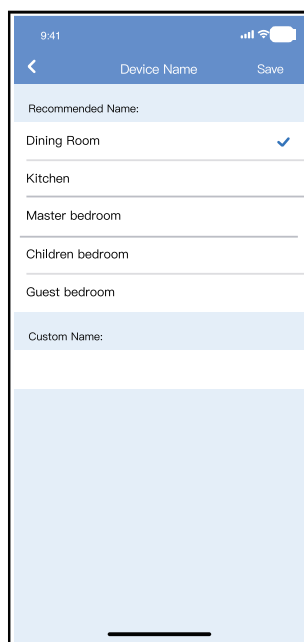 9:41
Device Name Save
Recommended Name:
Dining Room
Kitchen
Master bedroom
Children bedroom
Guest bedroom
Custom Name: